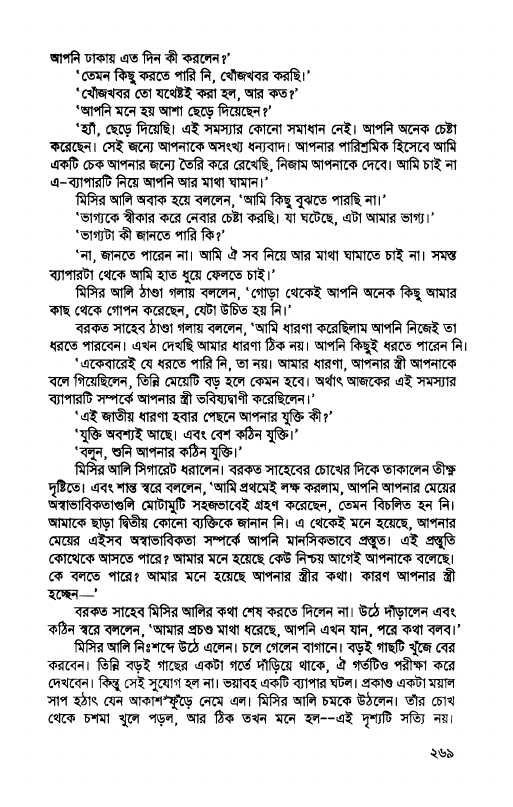 আপনি ঢাকায় এত দিন কী করলেন?’
‘তেমন কিছু করতে পারি নি, খোঁজখবর করছি।’
‘খোঁজখবর তো যথেষ্টই করা হল, আর কত?’
‘আপনি মনে হয় আশা ছেড়ে দিয়েছেন?’
‘হ্যাঁ, ছেড়ে দিয়েছি। এই সমস্যার কোনো সমাধান নেই। আপনি অনেক চেষ্টা
করেছেন। সেই জন্যে আপনাকে অসংখ্য ধন্যবাদ। আপনার পারিশ্রমিক হিসেবে আমি
একটি চেক আপনার জন্যে তৈরি করে রেখেছি, নিজাম আপনাকে দেবে। আমি চাই না
এ–ব্যাপারটি নিয়ে আপনি আর মাথা ঘামান।’
মিসির আলি অবাক হয়ে বললেন, ‘আমি কিছু বুঝতে পারছি না।’
‘ভাগ্যকে স্বীকার করে নেবার চেষ্টা করছি। যা ঘটেছে, এটা আমার ভাগ্য।’
‘ভাগ্যটা কী জানতে পারি কি?’
‘না, জানতে পারেন না। আমি ঐ সব নিয়ে আর মাথা ঘামাতে চাই না। সমস্ত
ব্যাপারটা থেকে আমি হাত ধুয়ে ফেলতে চাই।’
মিসির আলি ঠাণ্ডা গলায় বললেন, ‘গোড়া থেকেই আপনি অনেক কিছু আমার
কাছ থেকে গোপন করেছেন, যেটা উচিত হয় নি।’
বরকত সাহেব ঠাণ্ডা গলায় বললেন, ‘আমি ধারণা করেছিলাম আপনি নিজেই তা
ধরতে পারবেন। এখন দেখছি আমার ধারণা ঠিক নয়। আপনি কিছুই ধরতে পারেন নি।
‘একেবারেই যে ধরতে পারি নি, তা নয়। আমার ধারণা, আপনার স্ত্রী আপনাকে
বলে গিয়েছিলেন, তিন্নি মেয়েটি বড় হলে কেমন হবে। অর্থাৎ আজকের এই সমস্যার
ব্যাপারটি সম্পর্কে আপনার স্ত্রী ভবিষ্যদ্বাণী করেছিলেন।’
‘এই জাতীয় ধারণা হবার পেছনে আপনার যুক্তি কী?’
‘যুক্তি অবশ্যই আছে। এবং বেশ কঠিন যুক্তি।’
‘বলুন, শুনি আপনার কঠিন যুক্তি।’
মিসির আলি সিগারেট ধরালেন। বরকত সাহেবের চোখের দিকে তাকালেন তীক্ষ্ণ
দৃষ্টিতে। এবং শান্ত স্বরে বললেন, ‘আমি প্রথমেই লক্ষ করলাম, আপনি আপনার মেয়ের
অস্বাভাবিকতাগুলি মোটামুটি সহজভাবেই গ্রহণ করেছেন, তেমন বিচলিত হন নি।
আমাকে ছাড়া দ্বিতীয় কোনো ব্যক্তিকে জানান নি। এ থেকেই মনে হয়েছে, আপনার
মেয়ের এইসব অস্বাভাবিকতা সম্পর্কে আপনি মানসিকভাবে প্রস্তুত। এই প্রস্তুতি
কোত্থেকে আসতে পারে? আমার মনে হয়েছে কেউ নিশ্চয় আগেই আপনাকে বলেছে।
কে বলতে পারে? আমার মনে হয়েছে আপনার স্ত্রীর কথা। কারণ আপনার স্ত্রী
হচ্ছেন—’
বরকত সাহেব মিসির আলির কথা শেষ করতে দিলেন না। উঠে দাঁড়ালেন এবং
কঠিন স্বরে বললেন, ‘আমার প্রচণ্ড মাথা ধরেছে, আপনি এখন যান, পরে কথা বলব।’
মিসির আলি নিঃশব্দে উঠে এলেন। চলে গেলেন বাগানে। বড়ই গাছটি খুঁজে বের
করবেন। তিন্নি বড়ই গাছের একটা গর্তে দাঁড়িয়ে থাকে, ঐ গর্তটিও পরীক্ষা করে
দেখবেন। কিন্তু সেই সুযোগ হল না। ভয়াবহ একটি ব্যাপার ঘটল। প্রকাণ্ড একটা ময়াল
সাপ হঠাৎ যেন আকাশ ফুঁড়ে নেমে এল। মিসির আলি চমকে উঠলেন। তাঁর চোখ
থেকে চশমা খুলে পড়ল, আর ঠিক তখন মনে হল––এই দৃশ্যটি সত্যি নয়।
২৬৯